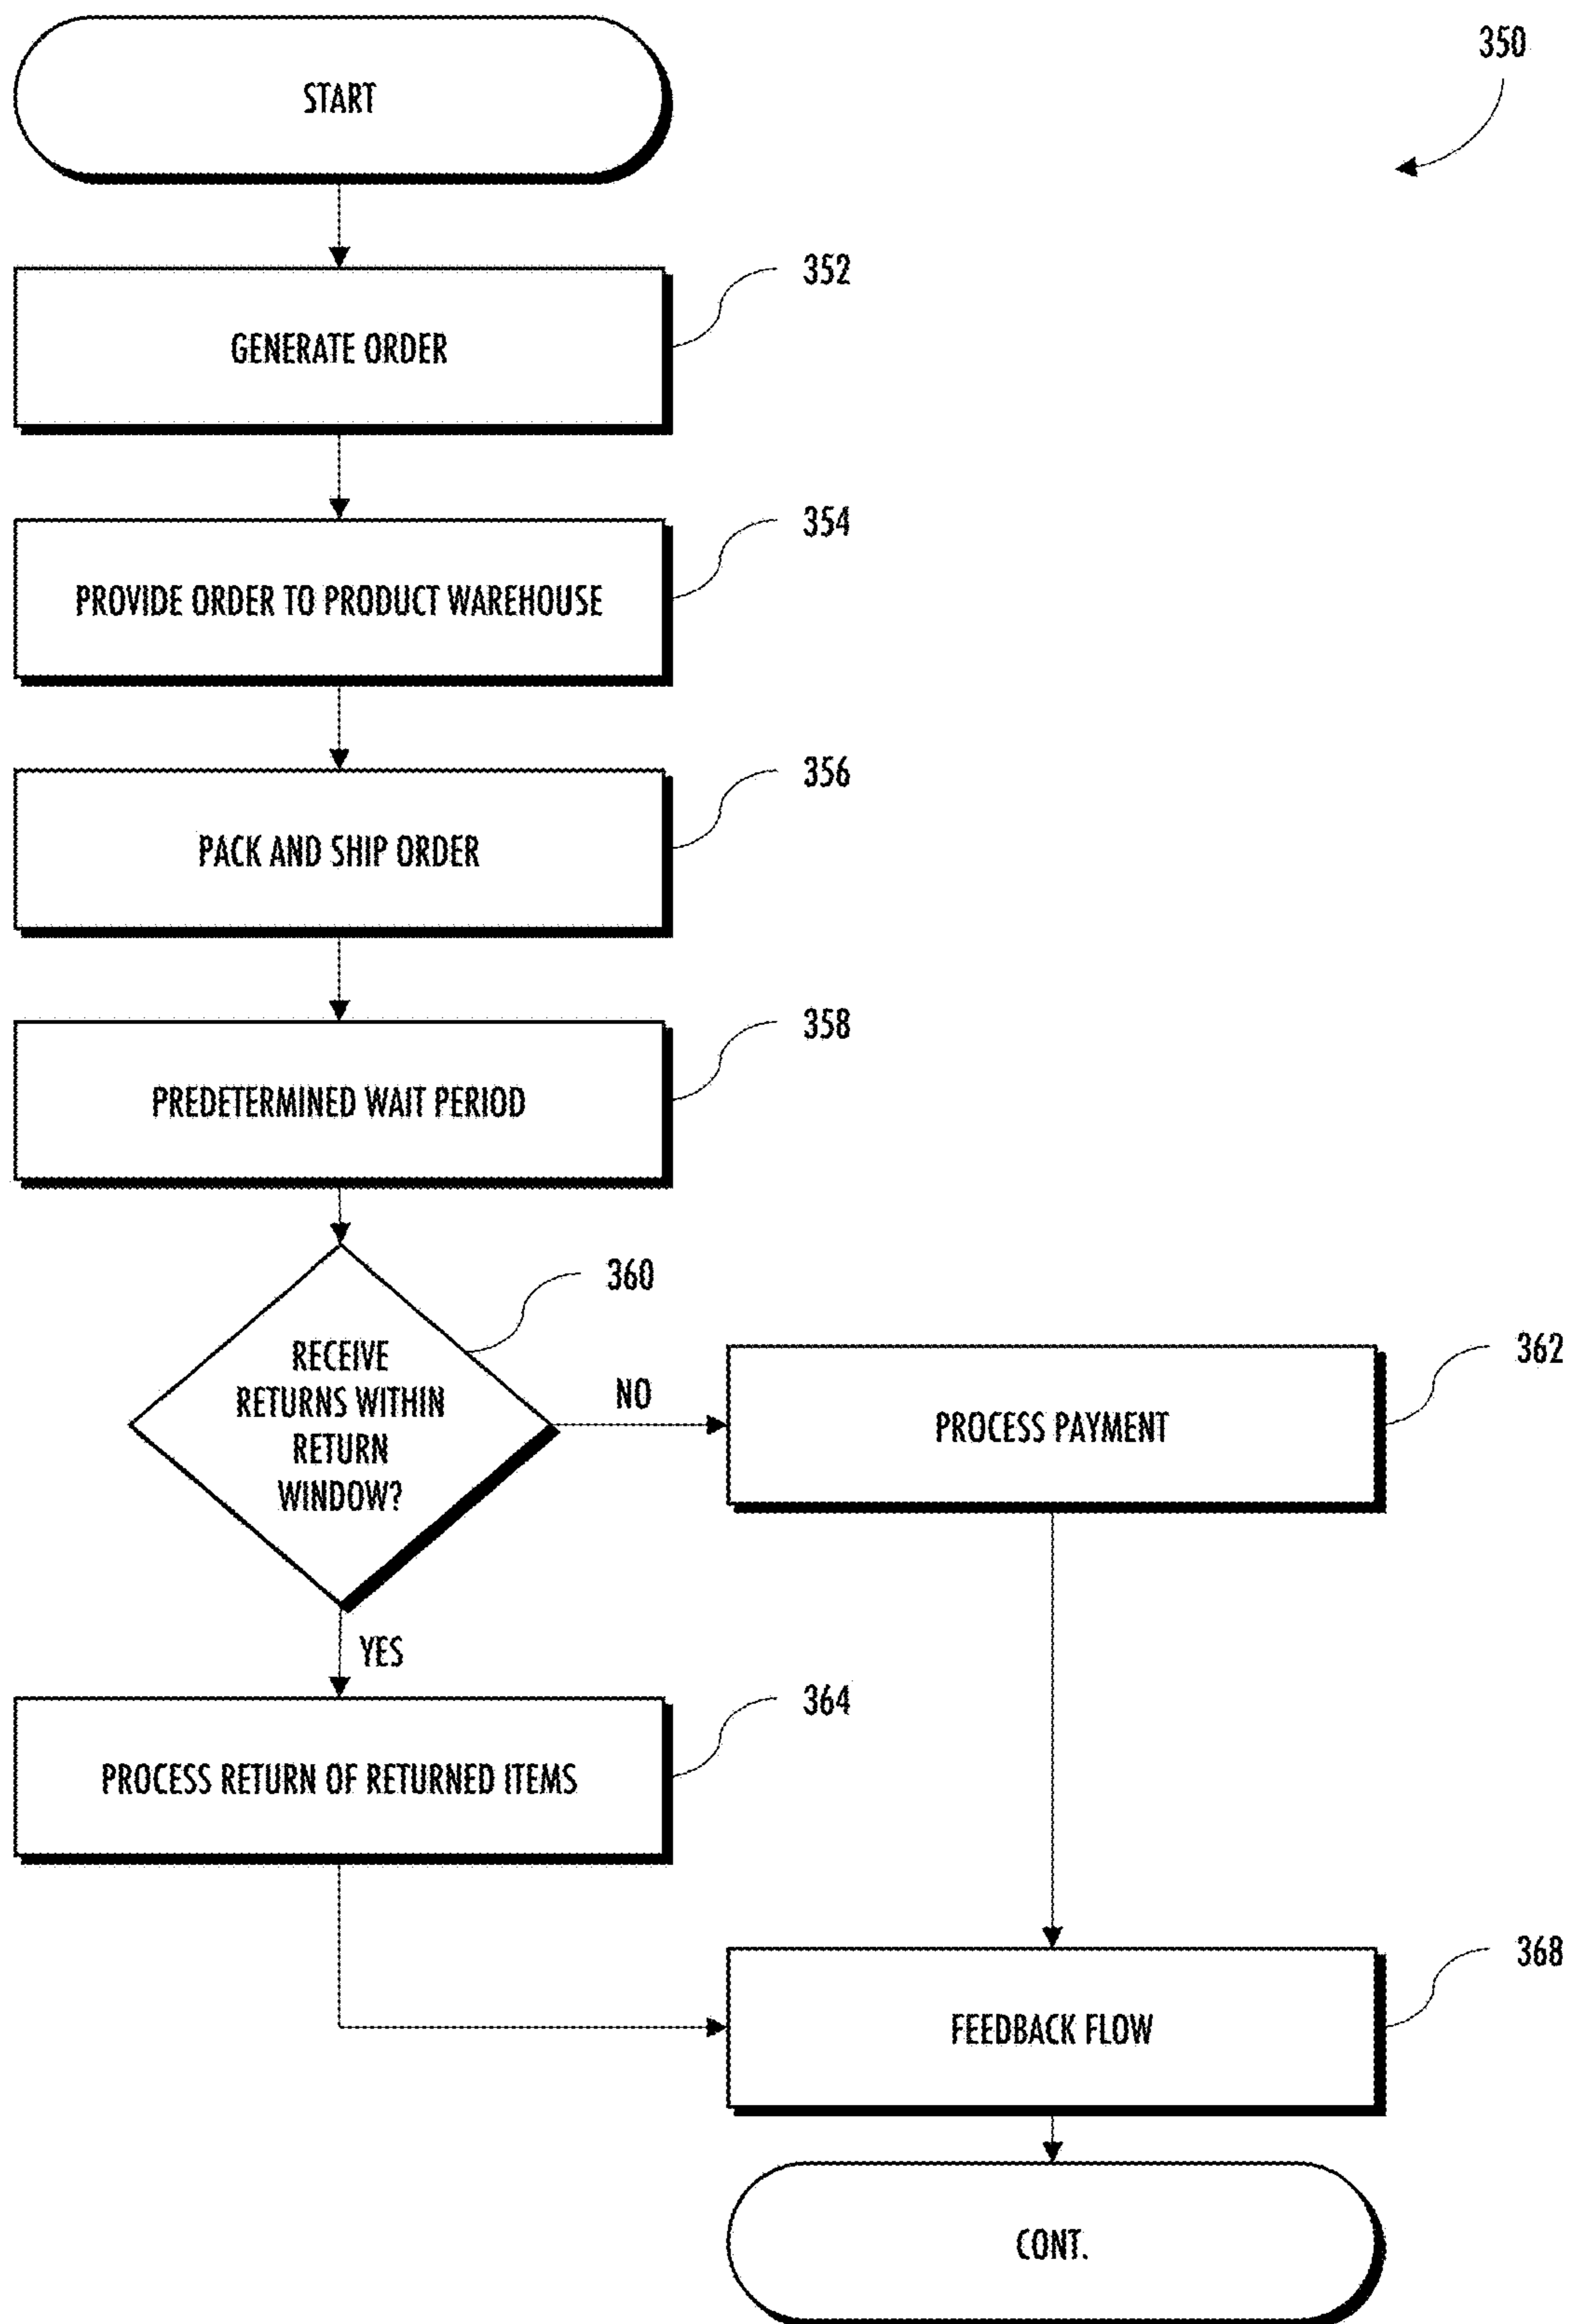 START
350
GENERATE ORDER
352
PROVIDE ORDER TO PRODUCT WAREHOUSE
354
PACK AND SHIP ORDER
356
PREDETERMINED WAIT PERIOD
358
RECEIVE
RETURNS WITHIN
RETURN
WINDOW?
360
NO
PROCESS PAYMENT
362
YES
PROCESS RETURN OF RETURNED ITEMS
364
FEEDBACK FLOW
368
CONT.